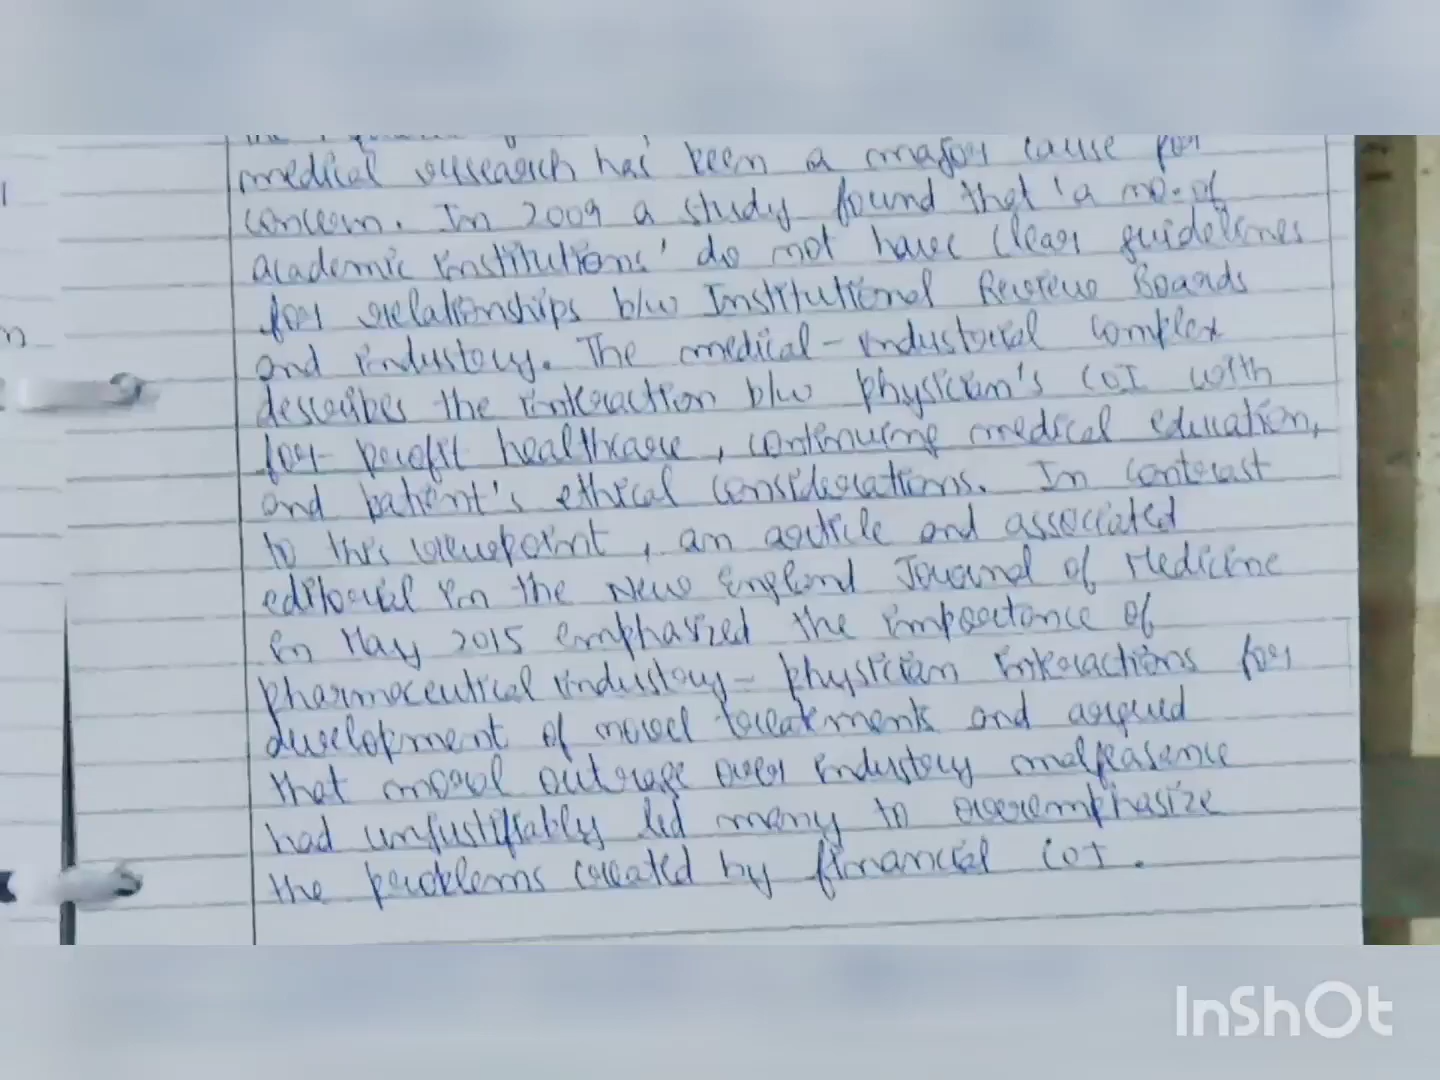 medical research has been a major cause for
concern. In 2009 a study found that 'a no. of
academic institutions' do not have clear guidelines
for relationships b/w Institutional Review Boards
and industry. The medical-industrial complex
describes the interaction b/w physician's COI with
for-profit healthcare, continuing medical education,
and patient's ethical considerations. In contrast
to this viewpoint, an article and associated
editorial in the New England Journal of Medicine
in May 2015 emphasized the importance of
pharmaceutical industry-physician interactions for
development of novel treatments and argued
that moral outrage over industry malfeasance
had unjustifiably led many to overemphasize
the problems created by financial COI.
InShOt